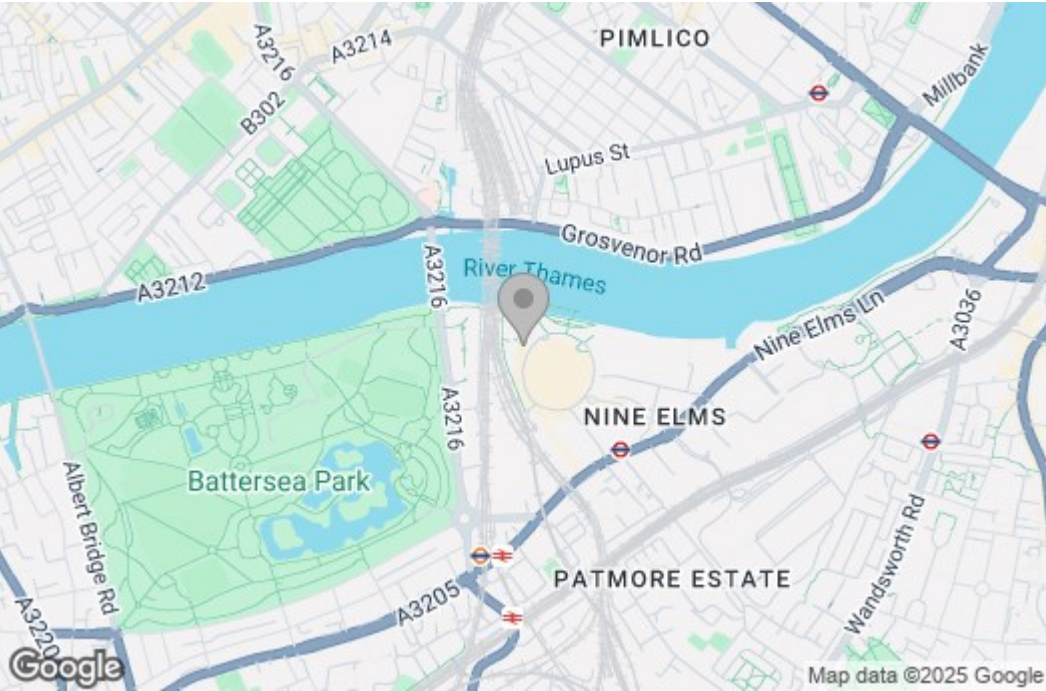 A3216
A3214
PIMLICO
Millbank
B302
Lupus St
Grosvenor Rd
River Thames
A3212
A3216
Nine Elms Ln
A3036
A3216
NINE ELMS
Battersea Park
Albert Bridge Rd
Wandsworth Rd
PATMORE ESTATE
A3205
A3220
Google
Map data ©2025 Google